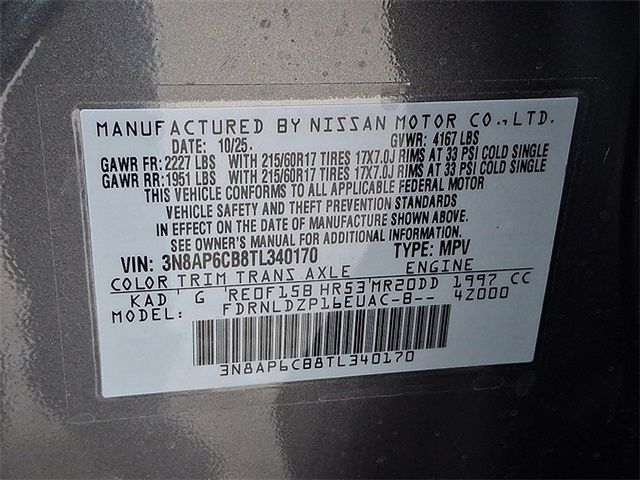 MANUFACTURED BY NISSAN MOTOR CO., LTD.
DATE: 10/25. GVWR: 4167 LBS
GAWR FR: 2227 LBS WITH 215/60R17 TIRES 17X7.0J RIMS AT 33 PSI COLD SINGLE
GAWR RR: 1951 LBS WITH 215/60R17 TIRES 17X7.0J RIMS AT 33 PSI COLD SINGLE
THIS VEHICLE CONFORMS TO ALL APPLICABLE FEDERAL MOTOR
VEHICLE SAFETY AND THEFT PREVENTION STANDARDS
IN EFFECT ON THE DATE OF MANUFACTURE SHOWN ABOVE.
SEE OWNER'S MANUAL FOR ADDITIONAL INFORMATION.
VIN: 3N8AP6CB8TL340170 TYPE: MPV
COLOR TRIM TRANS AXLE ENGINE
KAD G RE0F15B HR53 MR20DD 1997 CC
MODEL: FDRNLDZP16EUAC-B-- 4Z000
3N8AP6CB8TL340170